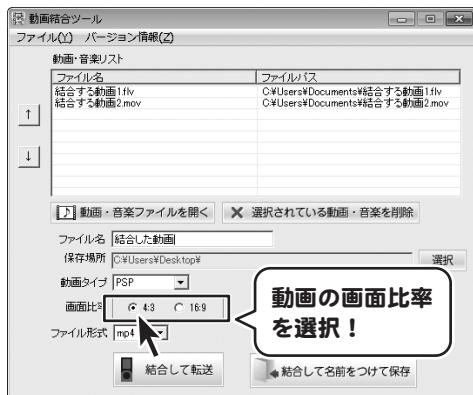 動画結合ツール
ファイル(Y) バージョン情報(Z)
動画・音楽リスト
ファイル名 ファイルパス
結合する動画1.flv C:¥Users¥Documents¥結合する動画1.flv
結合する動画2.mov C:¥Users¥Documents¥結合する動画2.mov
↑
↓
動画・音楽ファイルを開く 選択されている動画・音楽を削除
ファイル名 結合した動画
保存場所 C:¥Users¥Desktop¥ 選択
動画タイプ PSP
画面比率 4:3 16:9
動画の画面比率
を選択！
ファイル形式 mp4
結合して転送 結合して名前をつけて保存